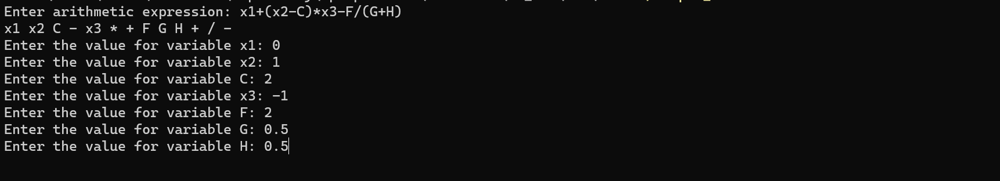 Enter arithmetic expression: x1+(x2-C)*x3-F/(G+H)
x1 x2 C - x3 * + F G H + / -
Enter the value for variable x1: 0
Enter the value for variable x2: 1
Enter the value for variable C: 2
Enter the value for variable x3: -1
Enter the value for variable F: 2
Enter the value for variable G: 0.5
Enter the value for variable H: 0.5